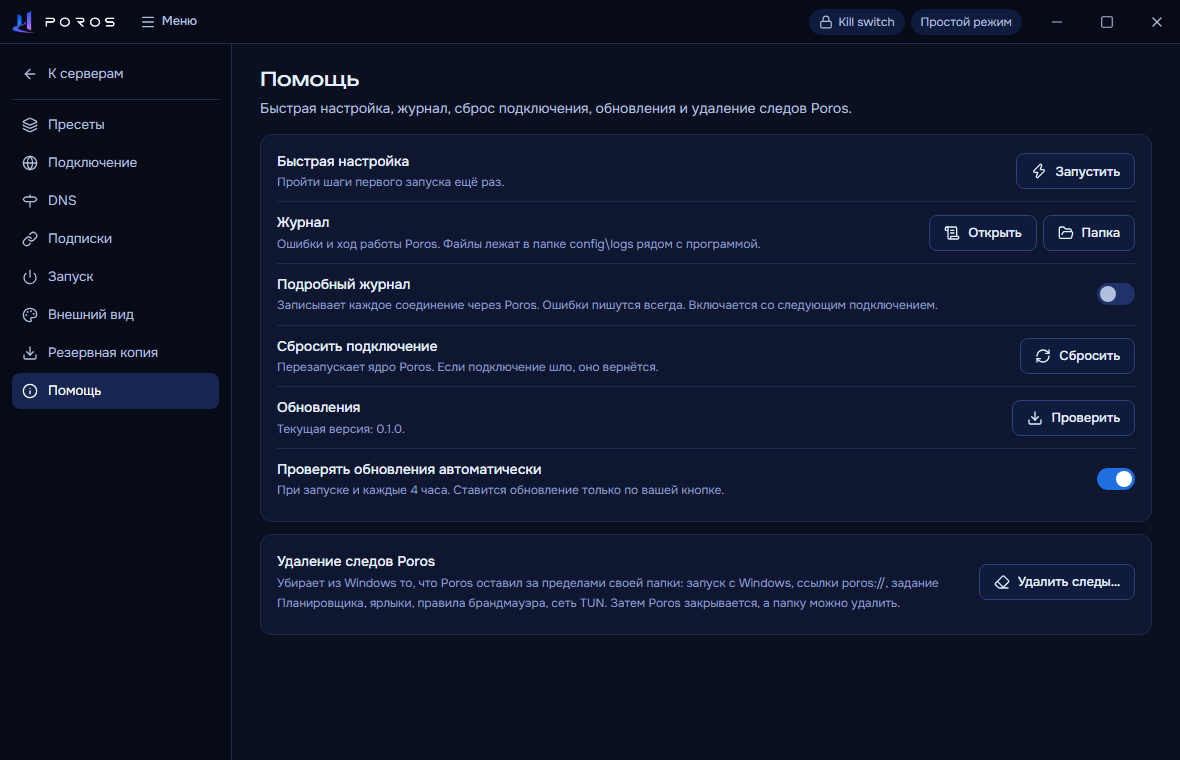 POROS
Меню
Kill switch
Простой режим
К серверам
Пресеты
Подключение
DNS
Подписки
Запуск
Внешний вид
Резервная копия
Помощь
Помощь
Быстрая настройка, журнал, сброс подключения, обновления и удаление следов Poros.
Быстрая настройка
Пройти шаги первого запуска ещё раз.
Запустить
Журнал
Ошибки и ход работы Poros. Файлы лежат в папке config\logs рядом с программой.
Открыть
Папка
Подробный журнал
Записывает каждое соединение через Poros. Ошибки пишутся всегда. Включается со следующим подключением.
Сбросить подключение
Перезапускает ядро Poros. Если подключение шло, оно вернётся.
Сбросить
Обновления
Текущая версия: 0.1.0.
Проверить
Проверять обновления автоматически
При запуске и каждые 4 часа. Ставится обновление только по вашей кнопке.
Удаление следов Poros
Убирает из Windows то, что Poros оставил за пределами своей папки: запуск с Windows, ссылки poros://, задание
Планировщика, ярлыки, правила брандмауэра, сеть TUN. Затем Poros закрывается, а папку можно удалить.
Удалить следы...